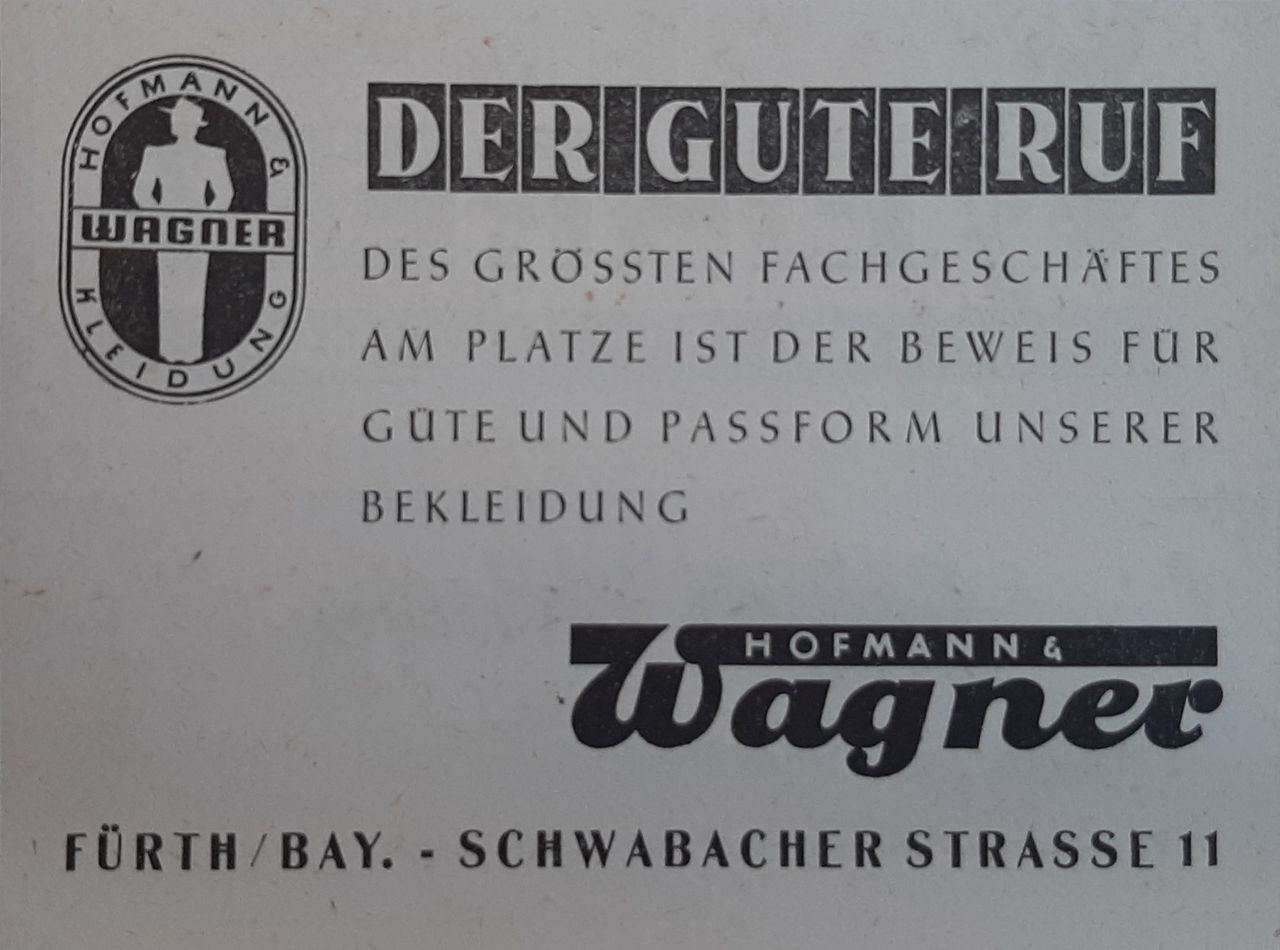 HOFMANN &
WAGNER
KLEIDUNG
DER GUTE RUF
DES GRÖSSTEN FACHGESCHÄFTES
AM PLATZE IST DER BEWEIS FÜR
GÜTE UND PASSFORM UNSERER
BEKLEIDUNG
HOFMANN &
Wagner
FÜRTH/BAY. - SCHWABACHER STRASSE 11